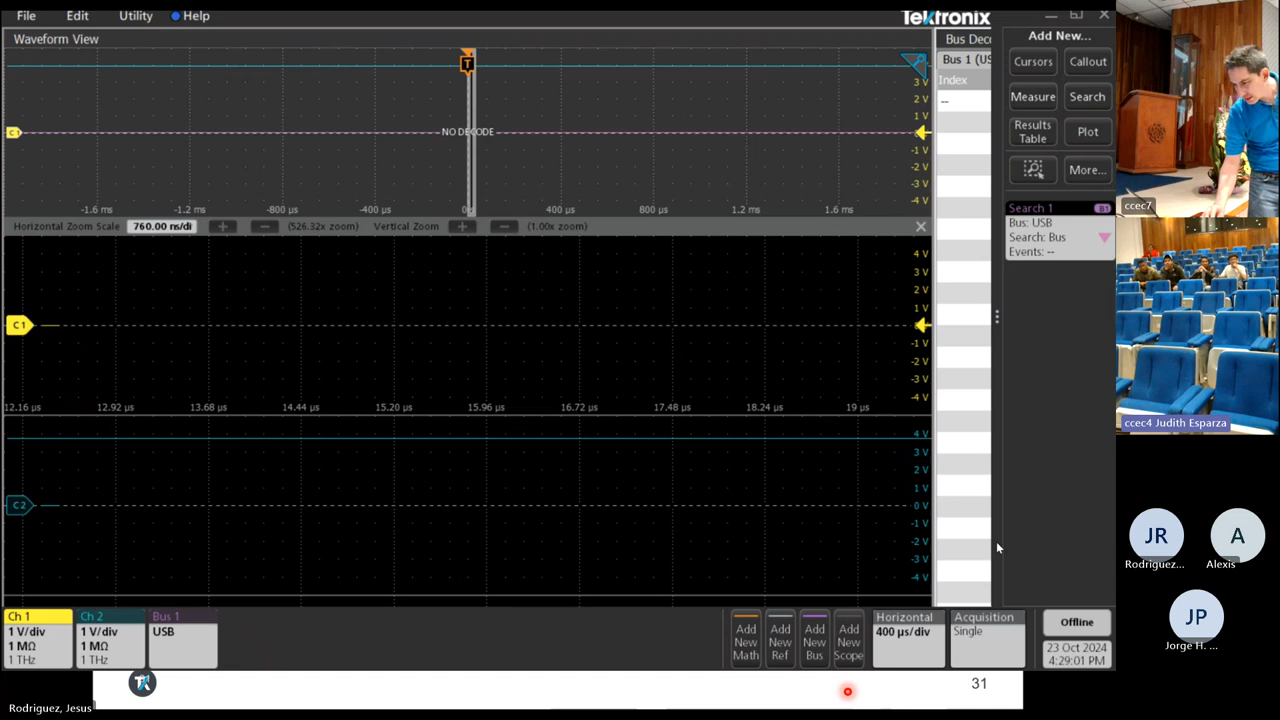 File Edit Utility Help Tektronix
Waveform View
Bus Deco
Add New...
Bus 1 (US
Index
--
Cursors Callout
Measure Search
Results Table Plot
More...
T
C 1
NO DECODE
3 V
2 V
1 V
-1 V
-2 V
-3 V
-4 V
-1.6 ms -1.2 ms -800 µs -400 µs 400 µs 800 µs 1.2 ms 1.6 ms
Search 1 B1
Bus: USB
Search: Bus
Events: --
Horizontal Zoom Scale 760.00 ns/di + - (526.32x zoom) Vertical Zoom + - (1.00x zoom)
4 V
3 V
2 V
1 V
C 1
-1 V
-2 V
-3 V
-4 V
12.16 µs 12.92 µs 13.68 µs 14.44 µs 15.20 µs 15.96 µs 16.72 µs 17.48 µs 18.24 µs 19 µs
4 V
3 V
2 V
1 V
C 2
0 V
-1 V
-2 V
-3 V
-4 V
Ch 1
1 V/div
1 MΩ
1 THz
Ch 2
1 V/div
1 MΩ
1 THz
Bus 1
USB
Add New Math
Add New Ref
Add New Bus
Add New Scope
Horizontal
400 µs/div
Acquisition
Single
Offline
23 Oct 2024
4:29:01 PM
31
Rodriguez, Jesus
ccec7
ccec4 Judith Esparza
JR
Rodriguez...
A
Alexis
JP
Jorge H. ...